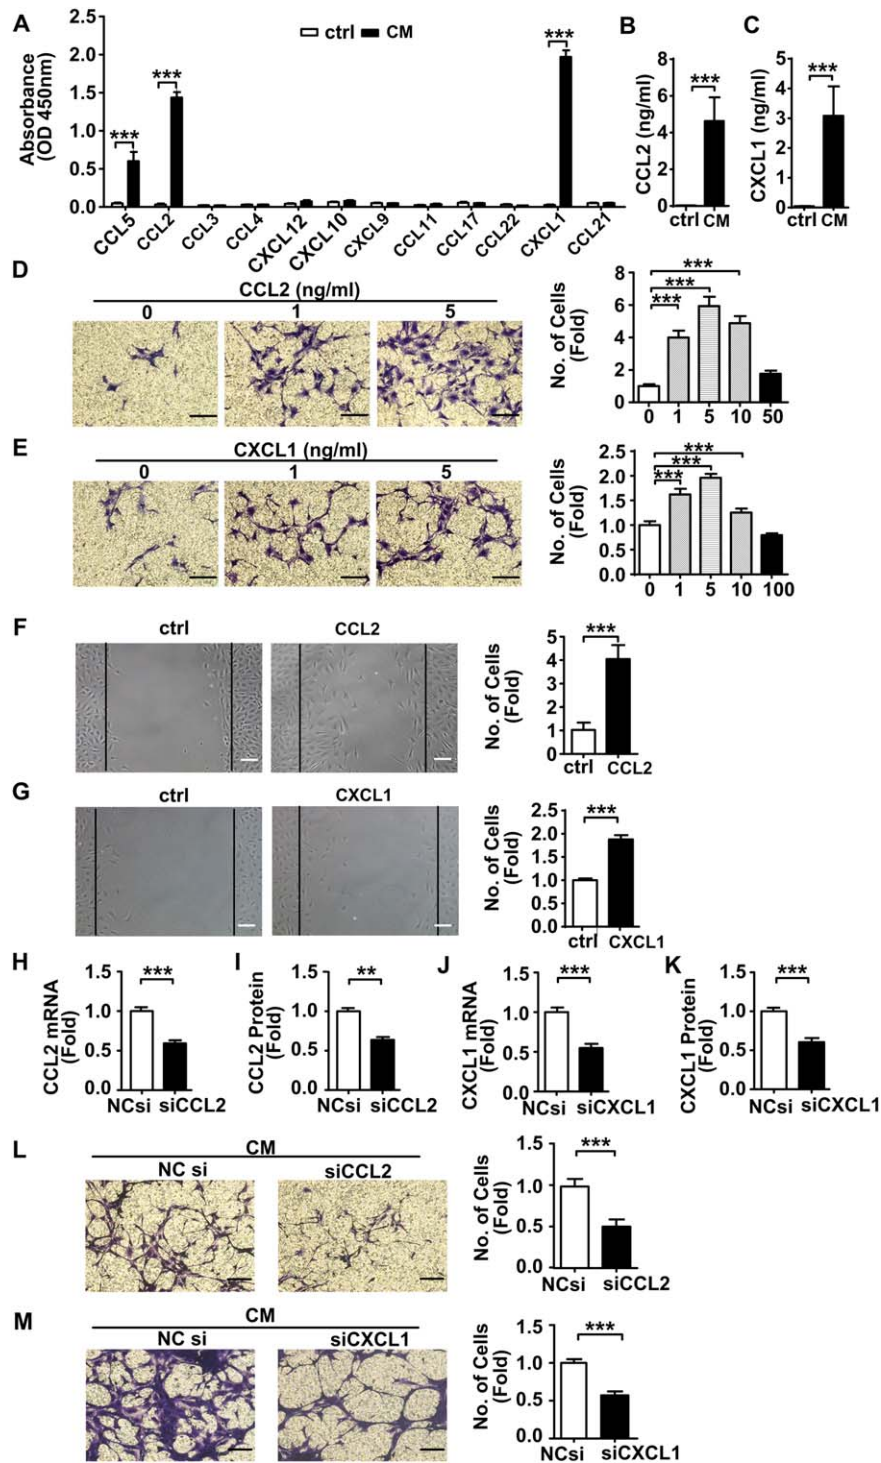 A
2.5
2.0
1.5
1.0
0.5
0.0
Absorbance
(OD 450nm)
ctrl CM
***
***
***
CCL5 CCL2 CCL3 CCL4 CXCL12 CXCL10 CXCL9 CCL11 CCL17 CCL22 CXCL1 CCL21
B
8
6
4
2
0
CCL2 (ng/ml)
***
ctrl CM
C
5
4
3
2
1
0
CXCL1 (ng/ml)
***
ctrl CM
D
CCL2 (ng/ml)
0 1 5
No. of Cells
(Fold)
8
6
4
2
0
***
***
***
0 1 5 10 50
E
CXCL1 (ng/ml)
0 1 5
No. of Cells
(Fold)
2.5
2.0
1.5
1.0
0.5
0.0
***
***
***
0 1 5 10 100
F
ctrl CCL2
No. of Cells
(Fold)
5
4
3
2
1
0
***
ctrl CCL2
G
ctrl CXCL1
No. of Cells
(Fold)
2.5
2.0
1.5
1.0
0.5
0.0
***
ctrl CXCL1
H
CCL2 mRNA
(Fold)
1.5
1.0
0.5
0.0
***
NCsi siCCL2
I
CCL2 Protein
(Fold)
1.5
1.0
0.5
0.0
**
NCsi siCCL2
J
CXCL1 mRNA
(Fold)
1.5
1.0
0.5
0.0
***
NCsi siCXCL1
K
CXCL1 Protein
(Fold)
1.5
1.0
0.5
0.0
***
NCsi siCXCL1
L
CM
NC si siCCL2
No. of Cells
(Fold)
1.5
1.0
0.5
0.0
***
NCsi siCCL2
M
CM
NC si siCXCL1
No. of Cells
(Fold)
1.5
1.0
0.5
0.0
***
NCsi siCXCL1